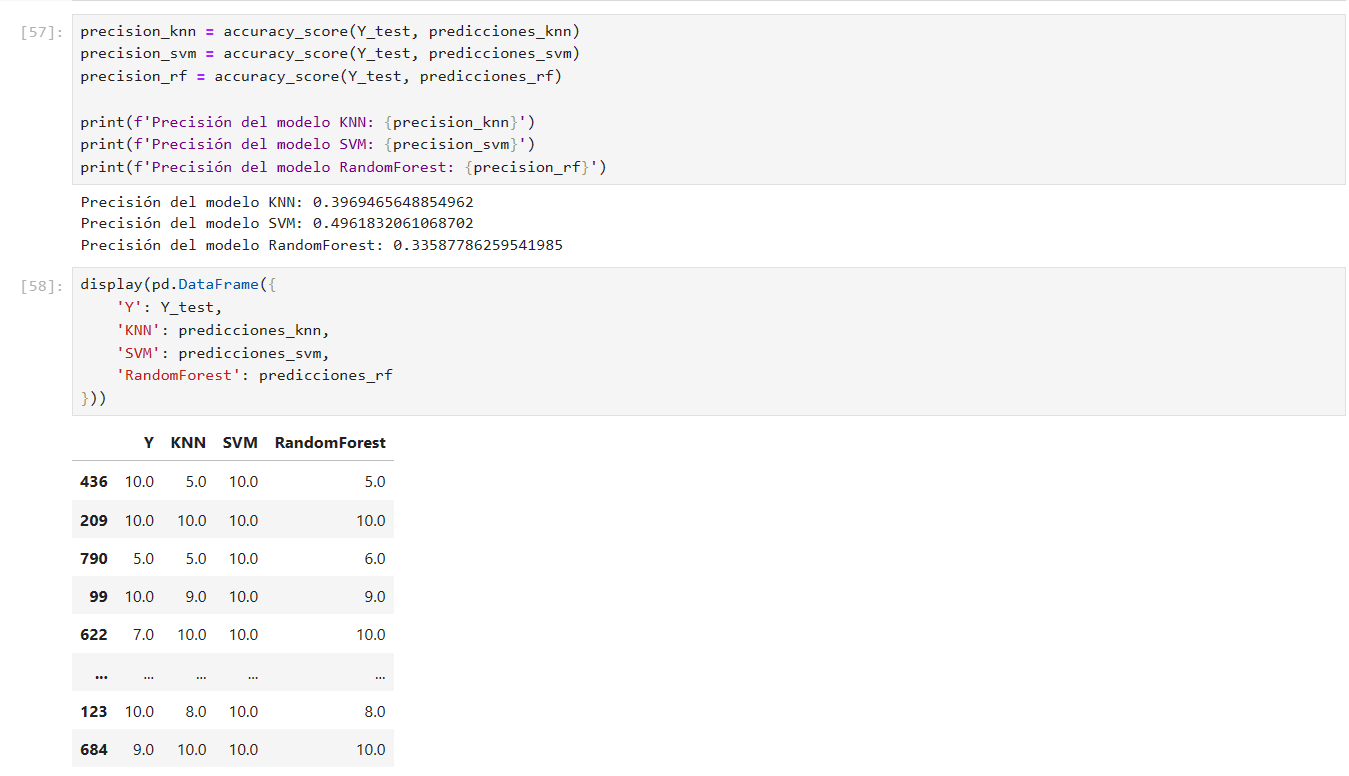 [57]: precision_knn = accuracy_score(Y_test, predicciones_knn)
precision_svm = accuracy_score(Y_test, predicciones_svm)
precision_rf = accuracy_score(Y_test, predicciones_rf)
print(f'Precisión del modelo KNN: {precision_knn}')
print(f'Precisión del modelo SVM: {precision_svm}')
print(f'Precisión del modelo RandomForest: {precision_rf}')
Precisión del modelo KNN: 0.3969465648854962
Precisión del modelo SVM: 0.4961832061068702
Precisión del modelo RandomForest: 0.33587786259541985
[58]: display(pd.DataFrame({
'Y': Y_test,
'KNN': predicciones_knn,
'SVM': predicciones_svm,
'RandomForest': predicciones_rf
}))
Y KNN SVM RandomForest
436 10.0 5.0 10.0 5.0
209 10.0 10.0 10.0 10.0
790 5.0 5.0 10.0 6.0
99 10.0 9.0 10.0 9.0
622 7.0 10.0 10.0 10.0
... ... ... ... ...
123 10.0 8.0 10.0 8.0
684 9.0 10.0 10.0 10.0